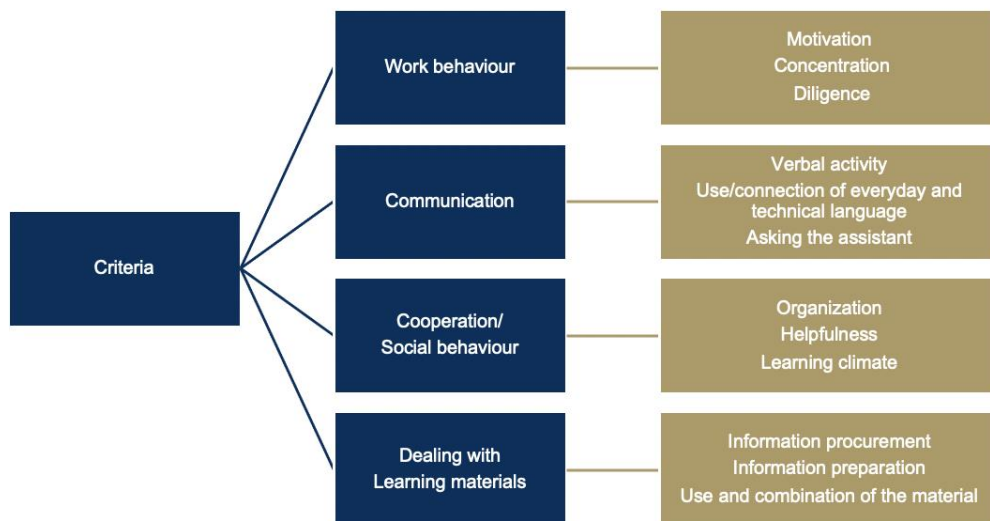 Criteria
Work behaviour
Motivation
Concentration
Diligence
Communication
Verbal activity
Use/connection of everyday and
technical language
Asking the assistant
Cooperation/
Social behaviour
Organization
Helpfulness
Learning climate
Dealing with
Learning materials
Information procurement
Information preparation
Use and combination of the material